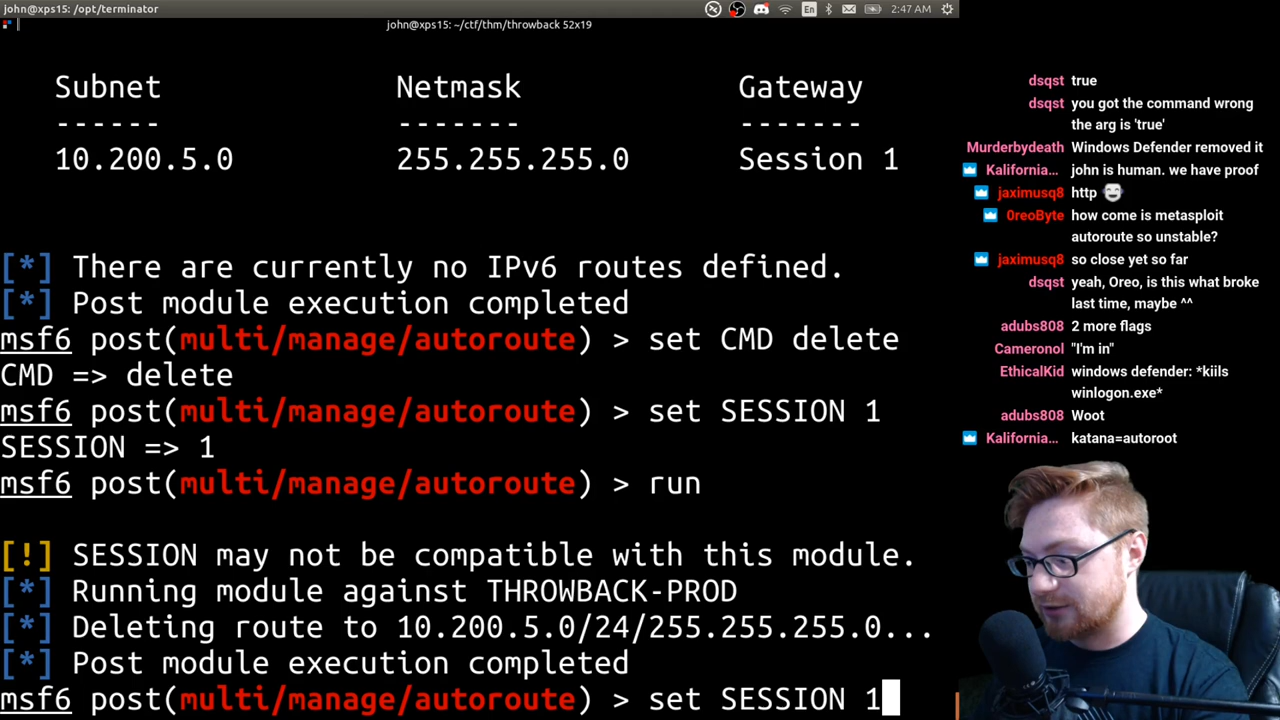 john@xps15: /opt/terminator
En
2:47 AM
john@xps15: ~/ctf/thm/throwback 52x19
Subnet Netmask Gateway
------ ------- -------
10.200.5.0 255.255.255.0 Session 1
[*] There are currently no IPv6 routes defined.
[*] Post module execution completed
msf6 post(multi/manage/autoroute) > set CMD delete
CMD => delete
msf6 post(multi/manage/autoroute) > set SESSION 1
SESSION => 1
msf6 post(multi/manage/autoroute) > run
[!] SESSION may not be compatible with this module.
[*] Running module against THROWBACK-PROD
[*] Deleting route to 10.200.5.0/24/255.255.255.0...
[*] Post module execution completed
msf6 post(multi/manage/autoroute) > set SESSION 1
dsqst true
dsqst you got the command wrong
the arg is 'true'
Murderbydeath Windows Defender removed it
Kalifornia... john is human. we have proof
jaximusq8 http
0reoByte how come is metasploit
autoroute so unstable?
jaximusq8 so close yet so far
dsqst yeah, Oreo, is this what broke
last time, maybe ^^
adubs808 2 more flags
Cameronol "I'm in"
EthicalKid windows defender: *kiils
winlogon.exe*
adubs808 Woot
Kalifornia... katana=autoroot